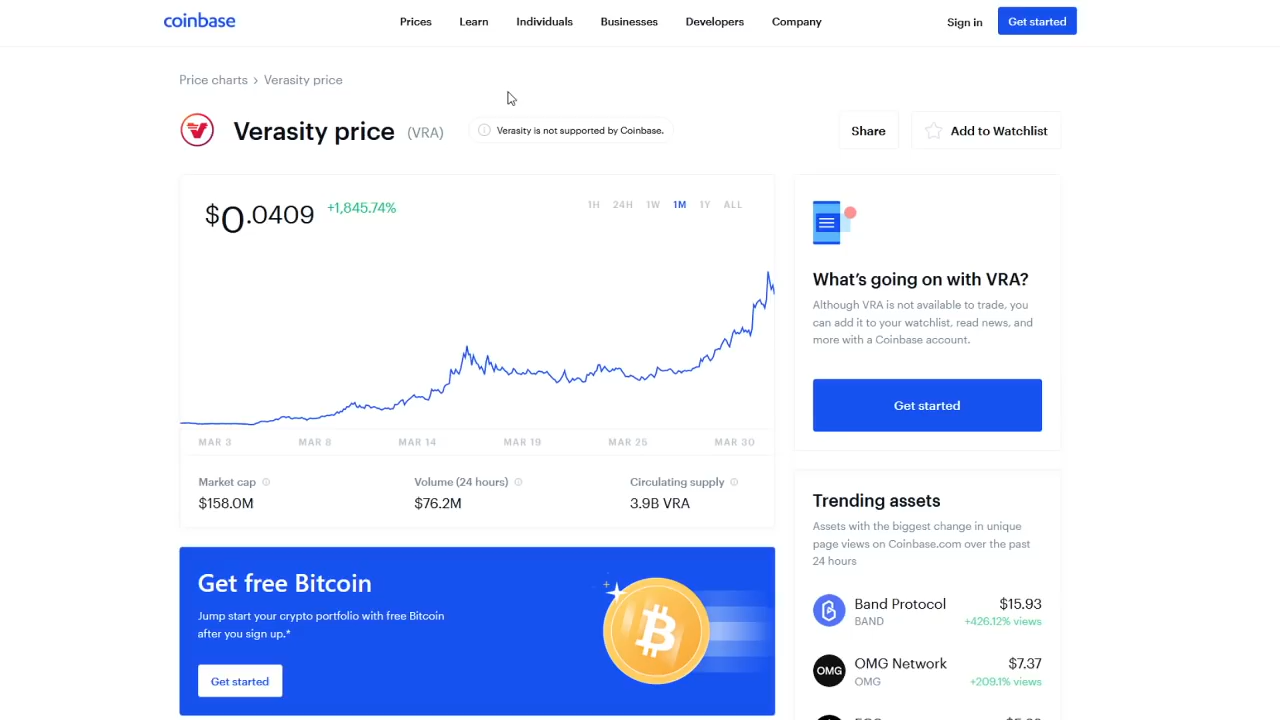 coinbase
Prices Learn Individuals Businesses Developers Company
Sign in Get started
Price charts › Verasity price
Verasity price (VRA)
Verasity is not supported by Coinbase.
Share
Add to Watchlist
$0.0409 +1,845.74%
1H 24H 1W 1M 1Y ALL
MAR 3 MAR 8 MAR 14 MAR 19 MAR 25 MAR 30
Market cap Volume (24 hours) Circulating supply
$158.0M $76.2M 3.9B VRA
What's going on with VRA?
Although VRA is not available to trade, you
can add it to your watchlist, read news, and
more with a Coinbase account.
Get started
Get free Bitcoin
Jump start your crypto portfolio with free Bitcoin
after you sign up.*
Get started
Trending assets
Assets with the biggest change in unique
page views on Coinbase.com over the past
24 hours
Band Protocol $15.93
BAND +426.12% views
OMG
OMG Network $7.37
OMG +209.1% views